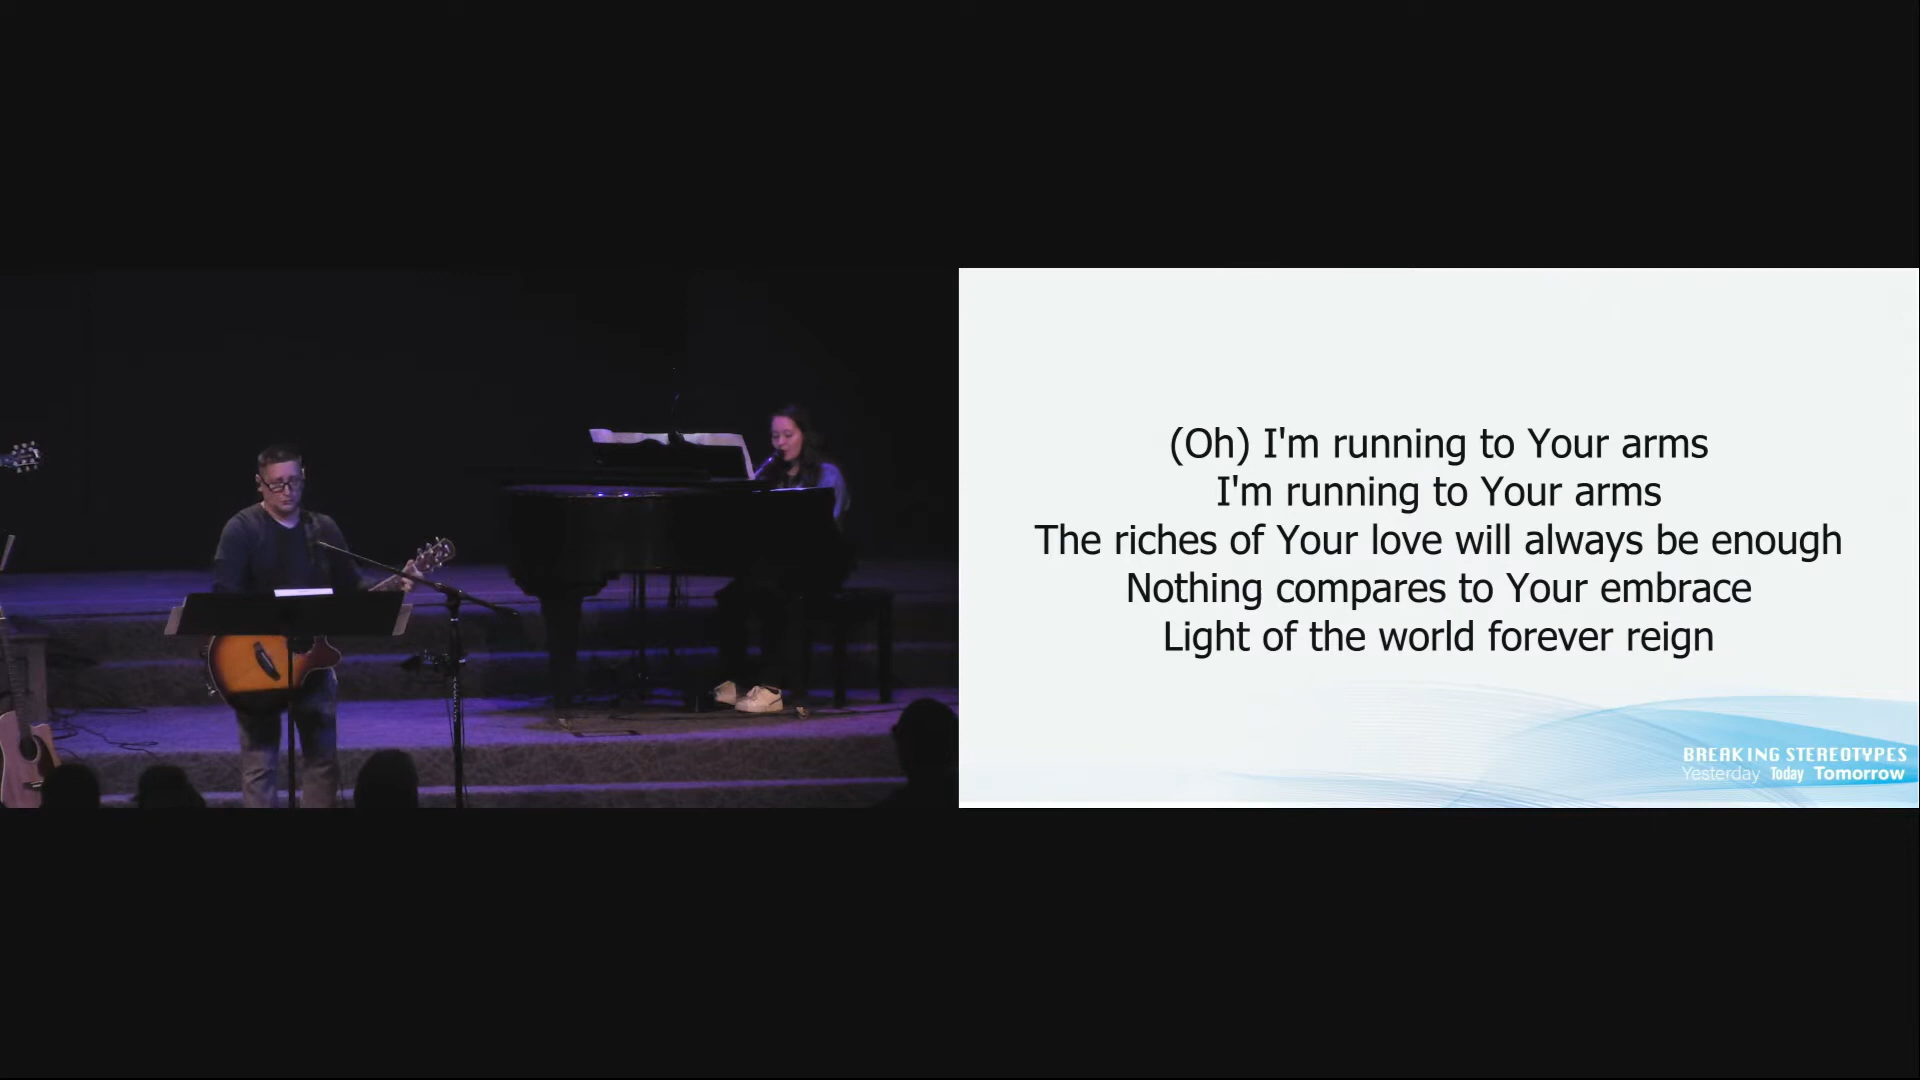 (Oh) I'm running to Your arms
I'm running to Your arms
The riches of Your love will always be enough
Nothing compares to Your embrace
Light of the world forever reign
BREAKING STEREOTYPES
Yesterday Today Tomorrow